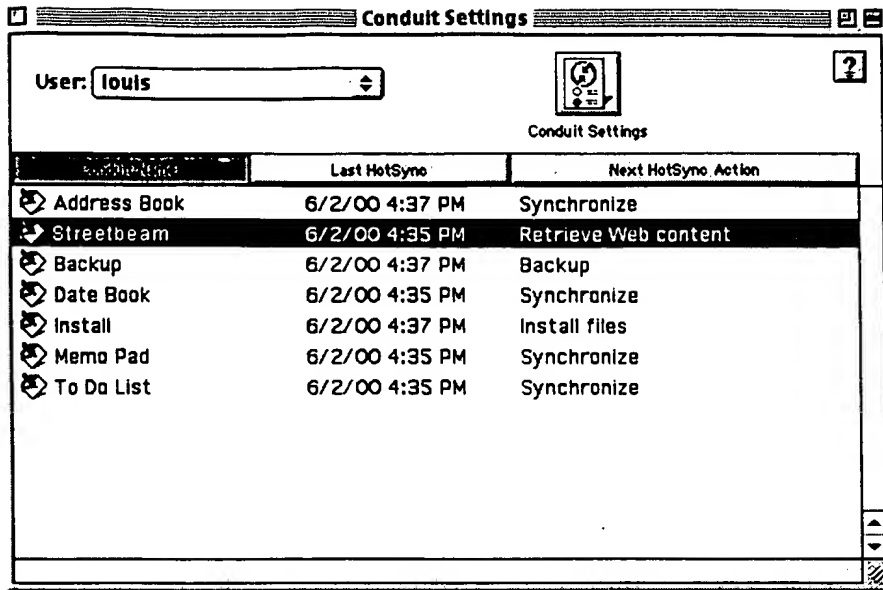 Conduit Settings
User: louis
?
Conduit Settings
Last HotSync Next HotSync Action
Address Book 6/2/00 4:37 PM Synchronize
Streetbeam 6/2/00 4:35 PM Retrieve Web content
Backup 6/2/00 4:37 PM Backup
Date Book 6/2/00 4:35 PM Synchronize
Install 6/2/00 4:37 PM Install files
Memo Pad 6/2/00 4:35 PM Synchronize
To Do List 6/2/00 4:35 PM Synchronize